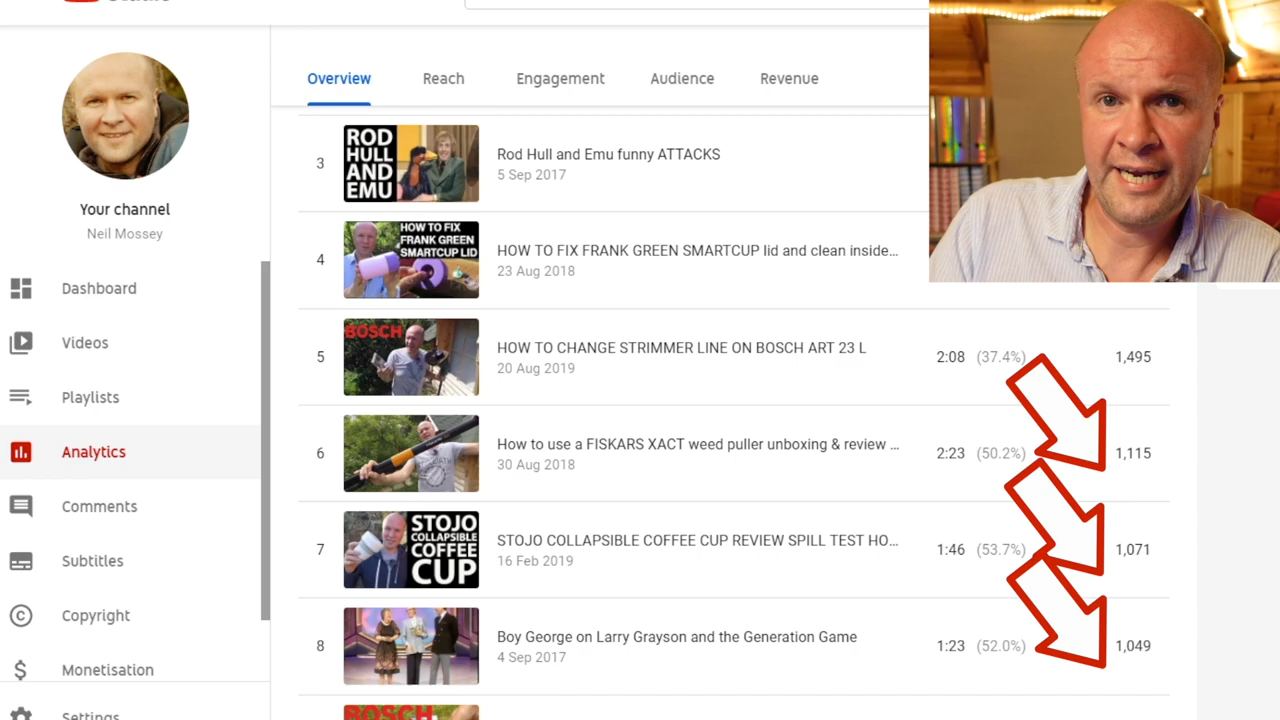 Overview
Reach
Engagement
Audience
Revenue
Your channel
Neil Mossey
Dashboard
Videos
Playlists
Analytics
Comments
Subtitles
Copyright
Monetisation
Settings
3
ROD
HULL
AND
EMU
Rod Hull and Emu funny ATTACKS
5 Sep 2017
4
HOW TO FIX
FRANK GREEN
SMARTCUP LID
HOW TO FIX FRANK GREEN SMARTCUP lid and clean inside...
23 Aug 2018
5
BOSCH
HOW TO CHANGE STRIMMER LINE ON BOSCH ART 23 L
20 Aug 2019
2:08 (37.4%) 1,495
6
How to use a FISKARS XACT weed puller unboxing & review ...
30 Aug 2018
2:23 (50.2%) 1,115
7
STOJO
COLLAPSIBLE
COFFEE
CUP
STOJO COLLAPSIBLE COFFEE CUP REVIEW SPILL TEST HO...
16 Feb 2019
1:46 (53.7%) 1,071
8
Boy George on Larry Grayson and the Generation Game
4 Sep 2017
1:23 (52.0%) 1,049
BOSCH